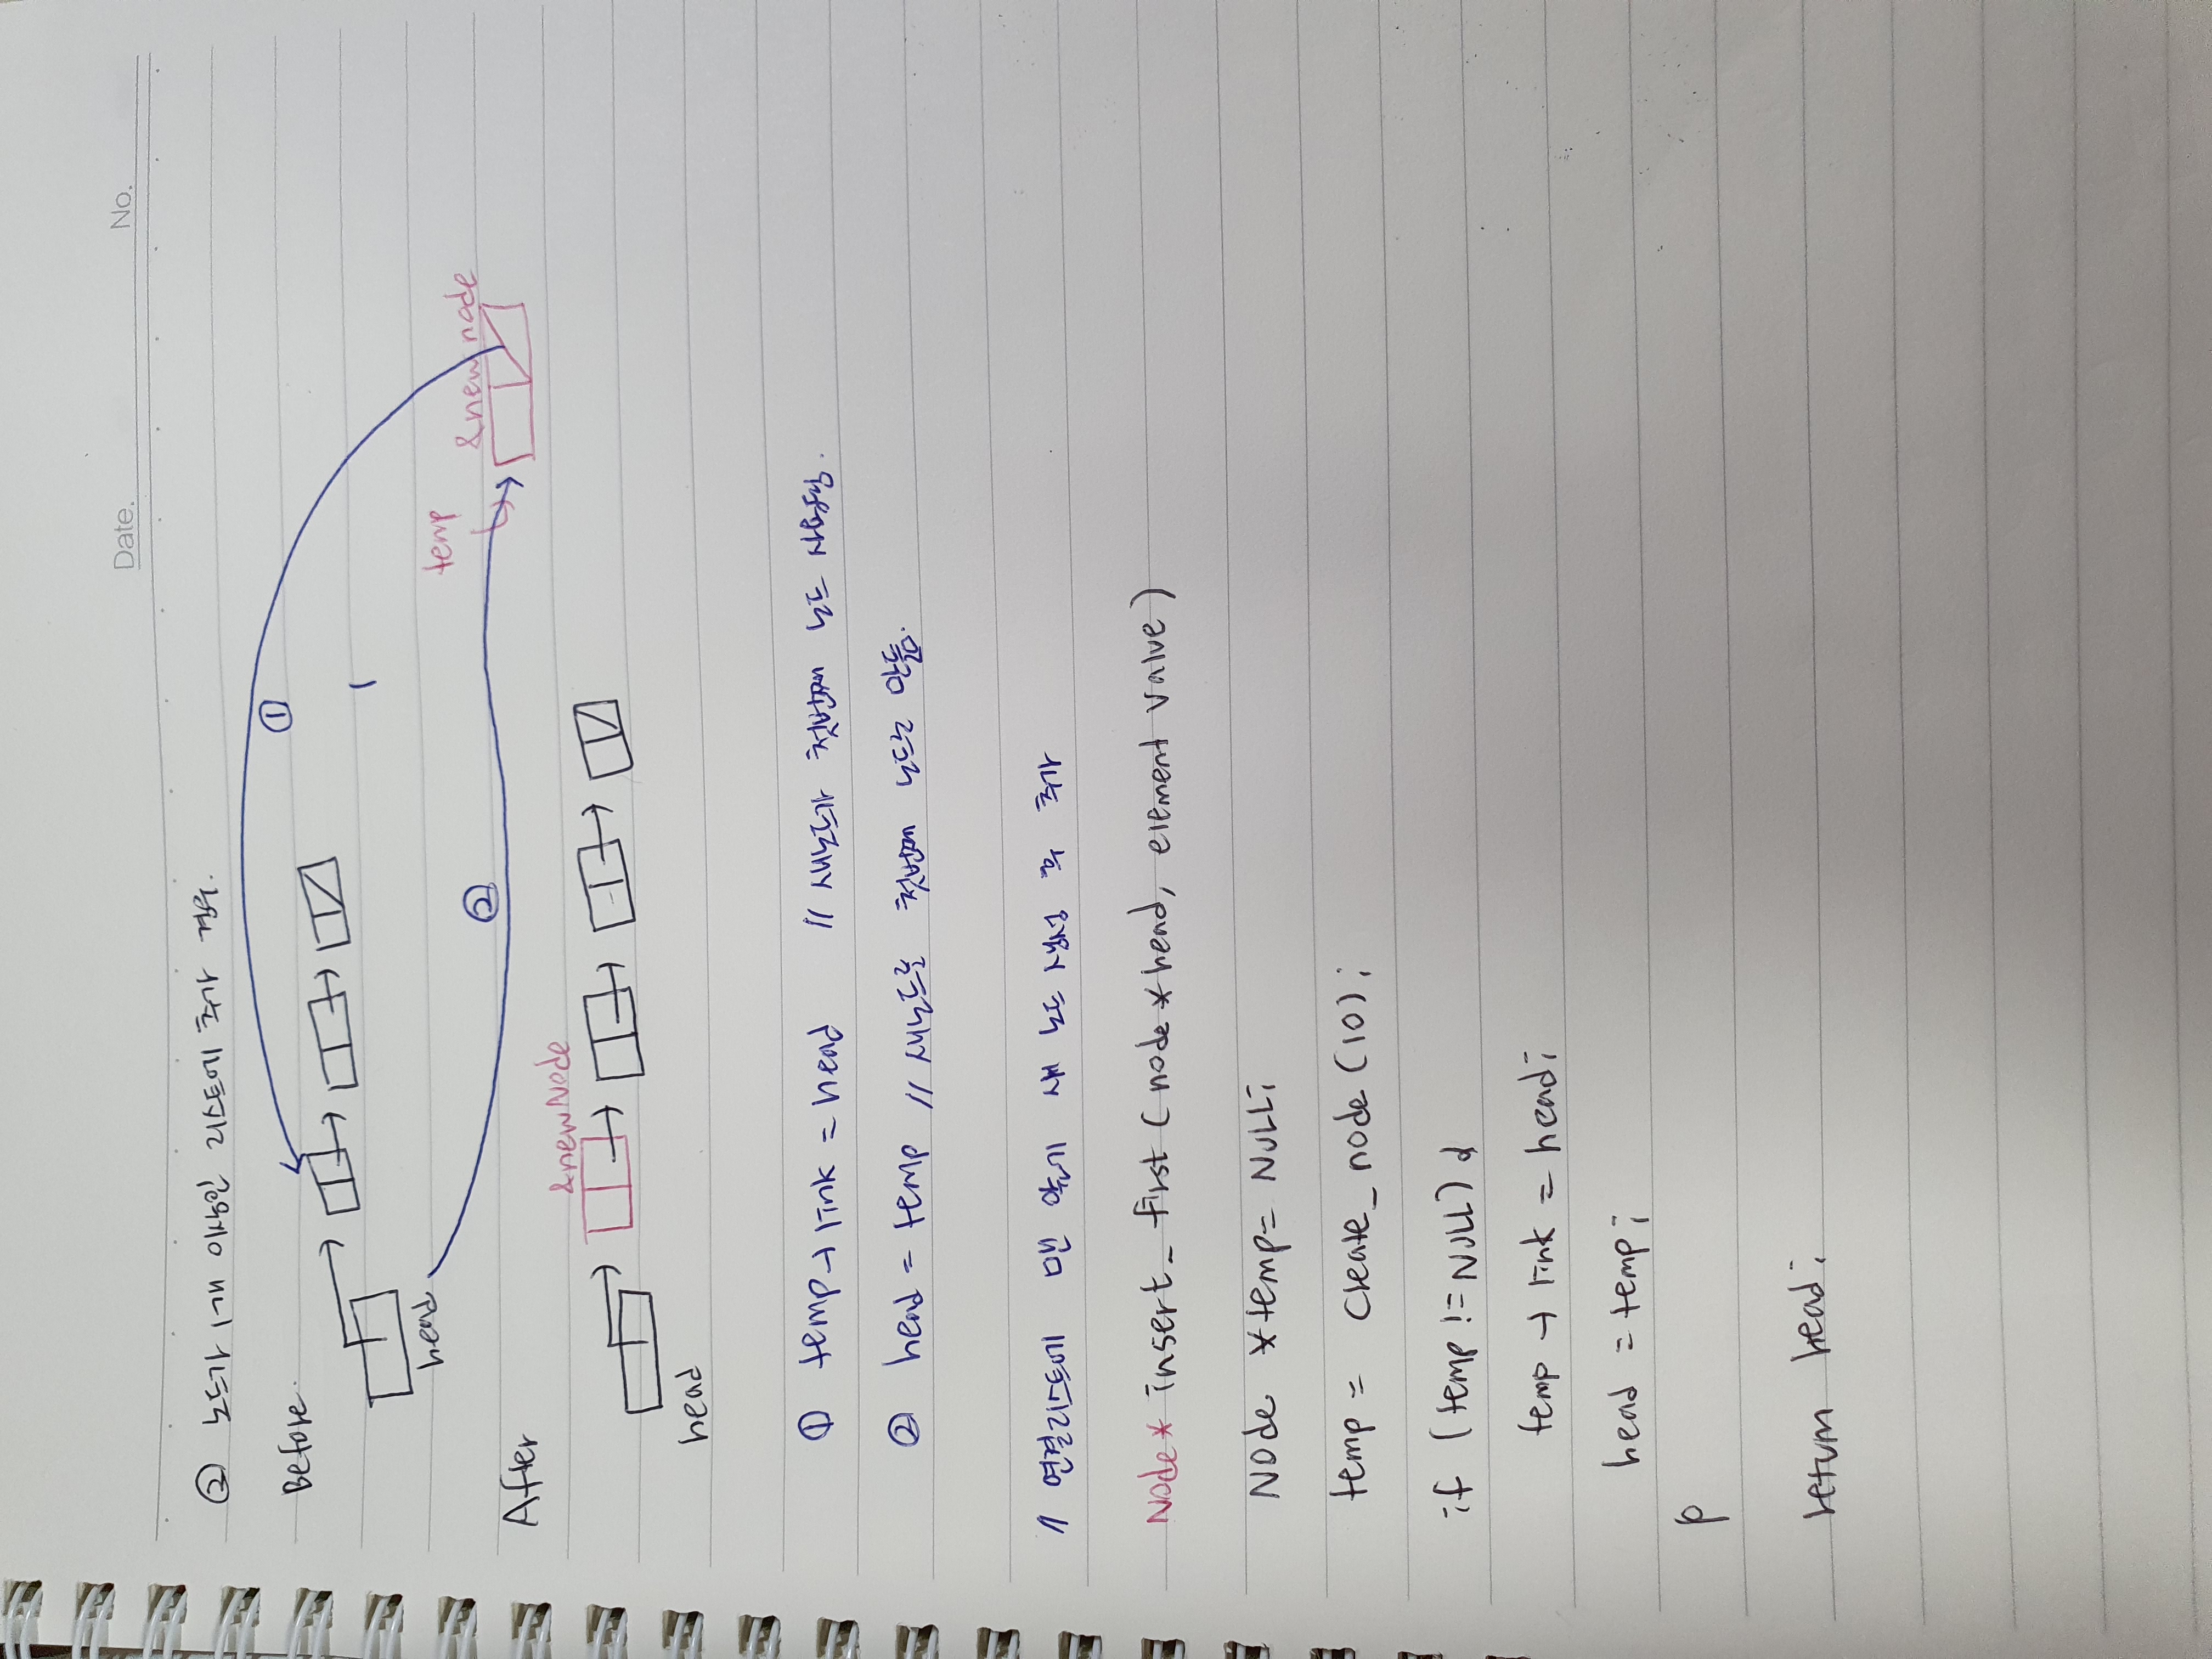 Date. No.
② 노드가 1개 이상인 리스트에 추가 경우.
Before.
①
head
temp
&new node
②
After
&newNode
head
① temp→link = head // 새노드가 첫번째 노드
② head = temp // 새노드로 첫번째 노드로 만듦.
// 연결리스트에 맨 앞에 새 노드 생성 후 추가
Node* insert_first(node*head, element value)
Node *temp= NULL;
temp = create_node(10);
if (temp != NULL) {
temp → link = head;
head = temp;
}
return head;